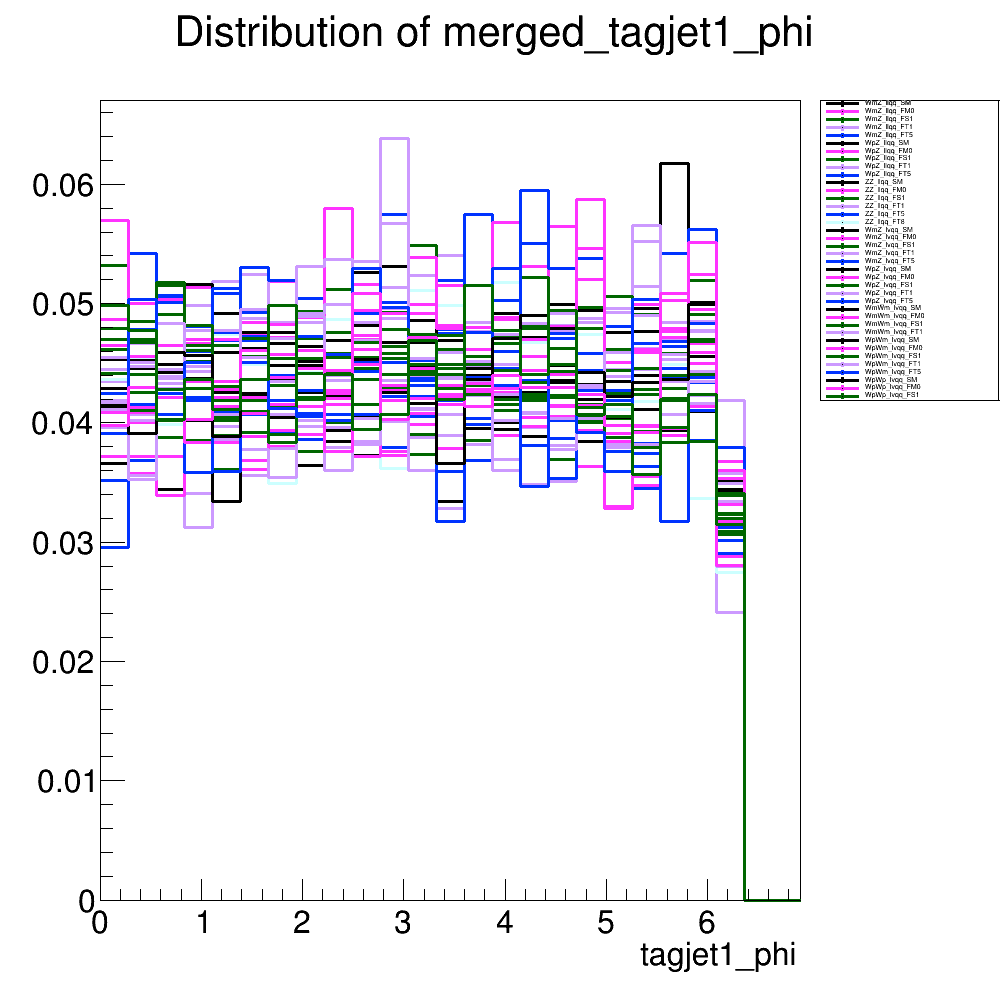 Distribution of merged_tagjet1_phi
WmZ_llqq_SM
WmZ_llqq_FM0
WmZ_llqq_FS1
WmZ_llqq_FT1
WmZ_llqq_FT5
WpZ_llqq_SM
WpZ_llqq_FM0
WpZ_llqq_FS1
WpZ_llqq_FT1
WpZ_llqq_FT5
ZZ_llqq_SM
ZZ_llqq_FM0
ZZ_llqq_FS1
ZZ_llqq_FT1
ZZ_llqq_FT5
ZZ_llqq_FT8
WmZ_lvqq_SM
WmZ_lvqq_FM0
WmZ_lvqq_FS1
WmZ_lvqq_FT1
WmZ_lvqq_FT5
WpZ_lvqq_SM
WpZ_lvqq_FM0
WpZ_lvqq_FS1
WpZ_lvqq_FT1
WpZ_lvqq_FT5
WmWm_lvqq_SM
WmWm_lvqq_FM0
WmWm_lvqq_FS1
WmWm_lvqq_FT1
WpWm_lvqq_SM
WpWm_lvqq_FM0
WpWm_lvqq_FS1
WpWm_lvqq_FT1
WpWm_lvqq_FT5
WpWp_lvqq_SM
WpWp_lvqq_FM0
WpWp_lvqq_FS1
0.06
0.05
0.04
0.03
0.02
0.01
0
0 1 2 3 4 5 6
tagjet1_phi